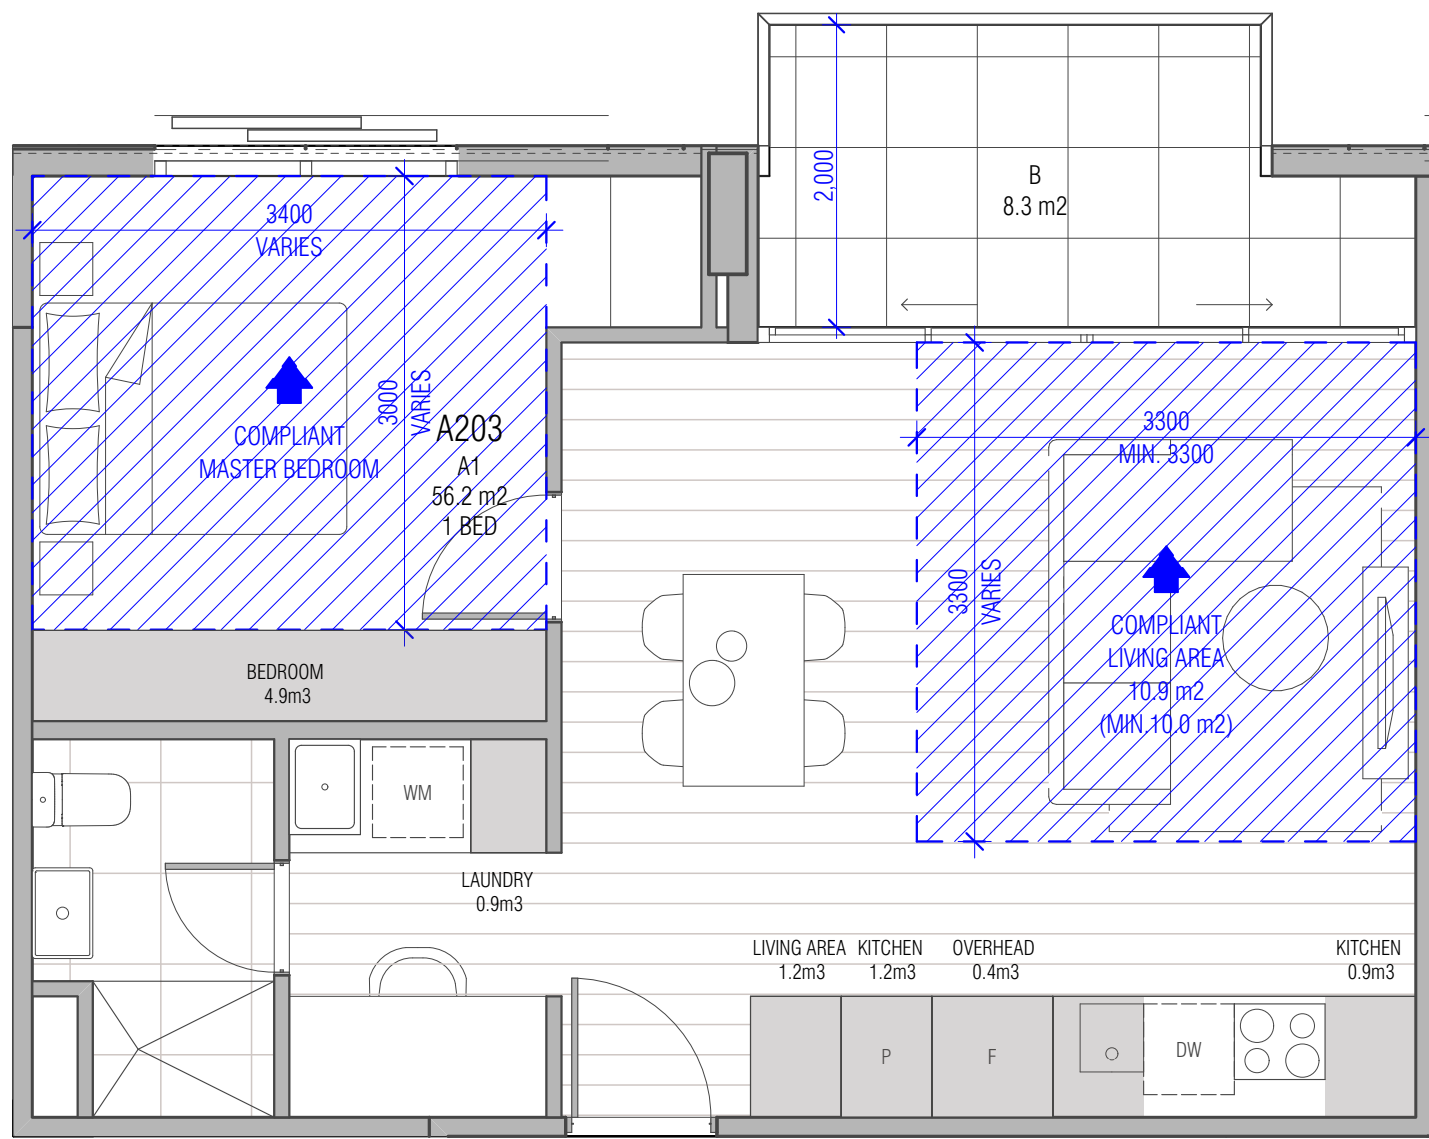 2,000
B
8.3 m2
3400
VARIES
3000
VARIES
COMPLIANT
MASTER BEDROOM
A203
A1
56.2 m2
1 BED
3300
MIN. 3300
3300
VARIES
COMPLIANT
LIVING AREA
10.9 m2
(MIN.10.0 m2)
BEDROOM
4.9m3
WM
LAUNDRY
0.9m3
LIVING AREA
1.2m3
KITCHEN
1.2m3
OVERHEAD
0.4m3
KITCHEN
0.9m3
P
F
DW